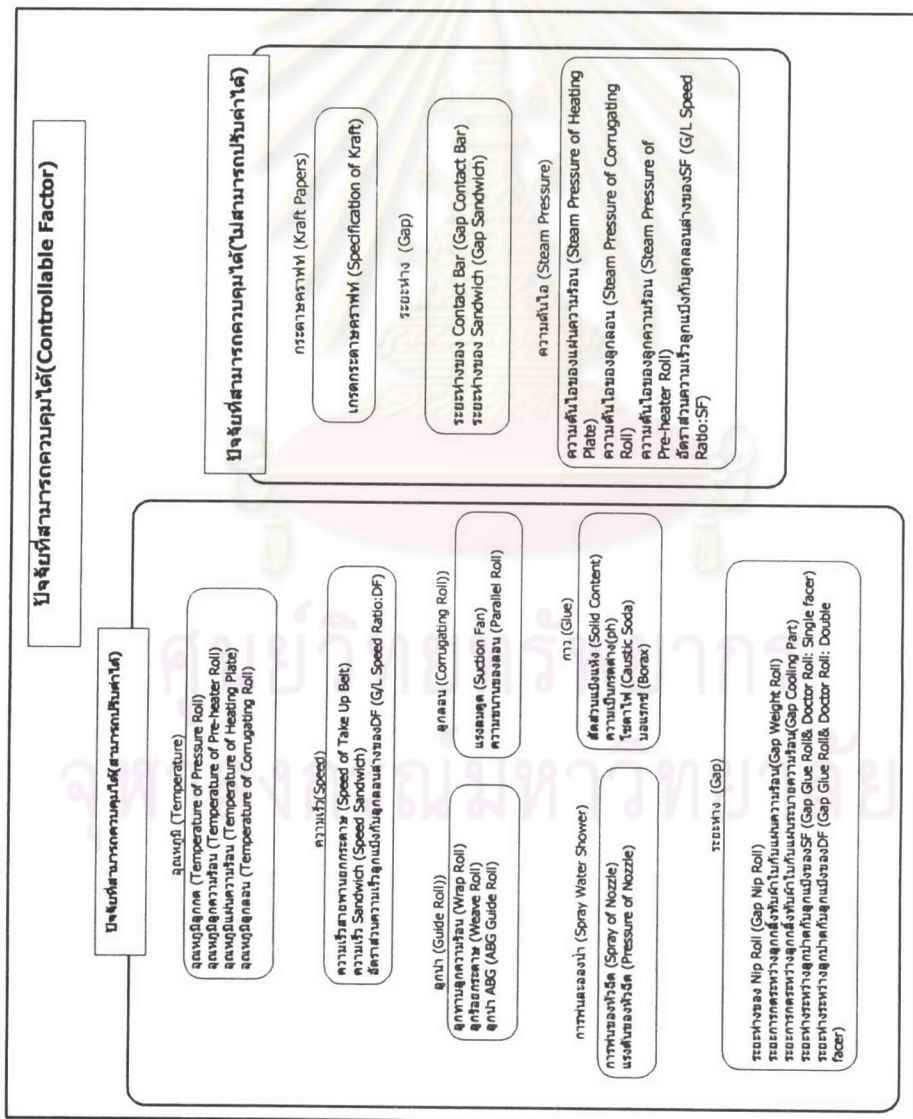 ปัจจัยที่สามารถควบคุมได้(Controllable Factor)
ปัจจัยที่สามารถควบคุมได้(สามารถปรับค่าได้)
อุณหภูมิ (Temperature)
อุณหภูมิลูกกด (Temperature of Pressure Roll)
อุณหภูมิลูกความร้อน (Temperature of Pre-heater Roll)
อุณหภูมิแผ่นความร้อน (Temperature of Heating Plate)
อุณหภูมิลูกลอน (Temperature of Corrugating Roll)
ความเร็ว(Speed)
ความเร็วสายพานยกกระดาษ (Speed of Take Up Belt)
ความเร็ว Sandwich (Speed Sandwich)
อัตราส่วนความเร็วลูกแป้งกับลูกลอนล่างของDF (G/L Speed Ratio:DF)
ลูกนำ (Guide Roll))
ลูกทาบลูกความร้อน (Wrap Roll)
ลูกร้อยกระดาษ (Weave Roll)
ลูกนำ ABG (ABG Guide Roll)
ลูกลอน (Corrugating Roll))
แรงลมดูด (Suction Fan)
ความขนานของลอน (Parallel Roll)
การพ่นละอองน้ำ (Spray Water Shower)
การพ่นของหัวฉีด (Spray of Nozzle)
แรงดันของหัวฉีด (Pressure of Nozzle)
กาว (Glue)
สัดส่วนแป้งแห้ง (Solid Content)
ความเป็นกรดด่าง(ph)
โซดาไฟ (Caustic Soda)
บอแรกซ์ (Borax)
ระยะห่าง (Gap)
ระยะห่างของ Nip Roll (Gap Nip Roll)
ระยะการกดระหว่างลูกกลิ้งทับผ้าใบกับแผ่นความร้อน(Gap Weight Roll)
ระยะการกดระหว่างลูกกลิ้งทับผ้าใบกับแผ่นระบายความร้อน(Gap Cooling Part)
ระยะห่างระหว่างลูกปาดกับลูกแป้งของSF (Gap Glue Roll& Doctor Roll: Single facer)
ระยะห่างระหว่างลูกปาดกับลูกแป้งของDF (Gap Glue Roll& Doctor Roll: Double
facer)
ปัจจัยที่สามารถควบคุมได้(ไม่สามารถปรับค่าได้)
กระดาษคราฟท์ (Kraft Papers)
เกรดกระดาษคราฟท์ (Specification of Kraft)
ระยะห่าง (Gap)
ระยะห่างของ Contact Bar (Gap Contact Bar)
ระยะห่างของ Sandwich (Gap Sandwich)
ความดันไอ (Steam Pressure)
ความดันไอของแผ่นความร้อน (Steam Pressure of Heating
Plate)
ความดันไอของลูกลอน (Steam Pressure of Corrugating
Roll)
ความดันไอของลูกความร้อน (Steam Pressure of
Pre-heater Roll)
อัตราส่วนความเร็วลูกแป้งกับลูกลอนล่างของSF (G/L Speed
Ratio:SF)
ศูนย์วิทยทรัพยากร
จุฬาลงกรณ์มหาวิทยาลัย